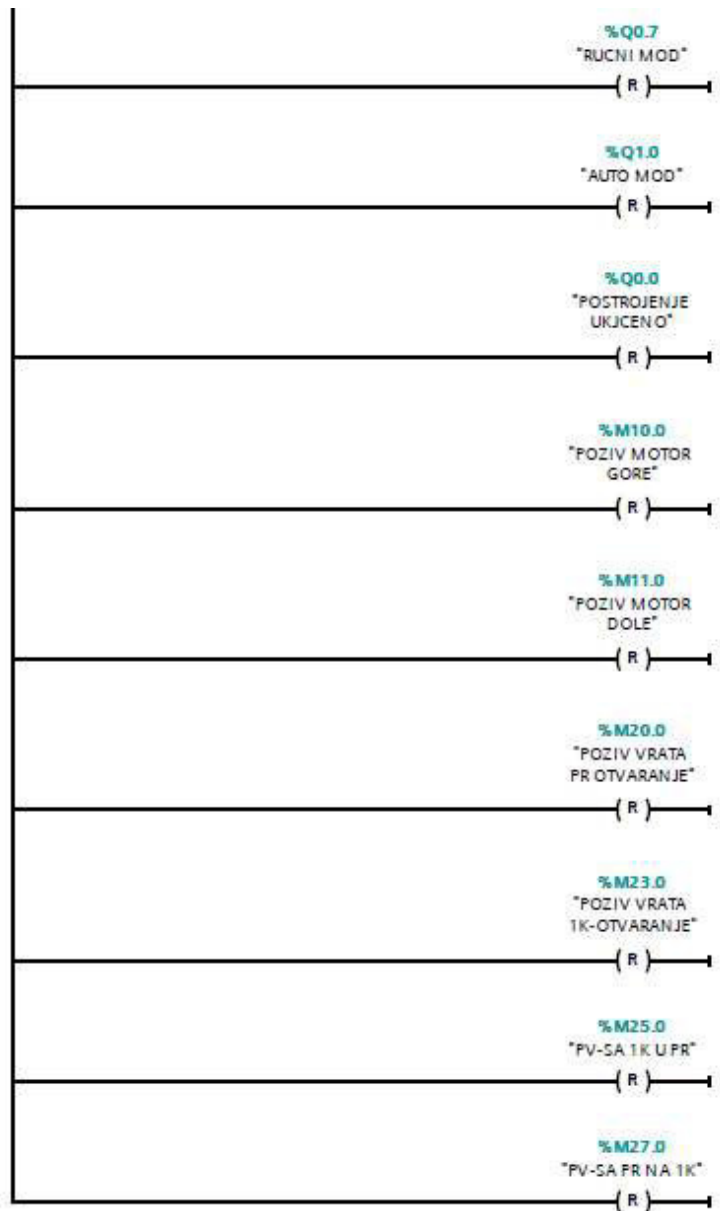 %Q0.7
"RUCNI MOD"
( R )
%Q1.0
"AUTO MOD"
( R )
%Q0.0
"POSTROJENJE
UKJCENO"
( R )
%M10.0
"POZIV MOTOR
GORE"
( R )
%M11.0
"POZIV MOTOR
DOLE"
( R )
%M20.0
"POZIV VRATA
PR OTVARANJE"
( R )
%M23.0
"POZIV VRATA
1K-OTVARANJE"
( R )
%M25.0
"PV-SA 1K U PR"
( R )
%M27.0
"PV-SA PR NA 1K"
( R )